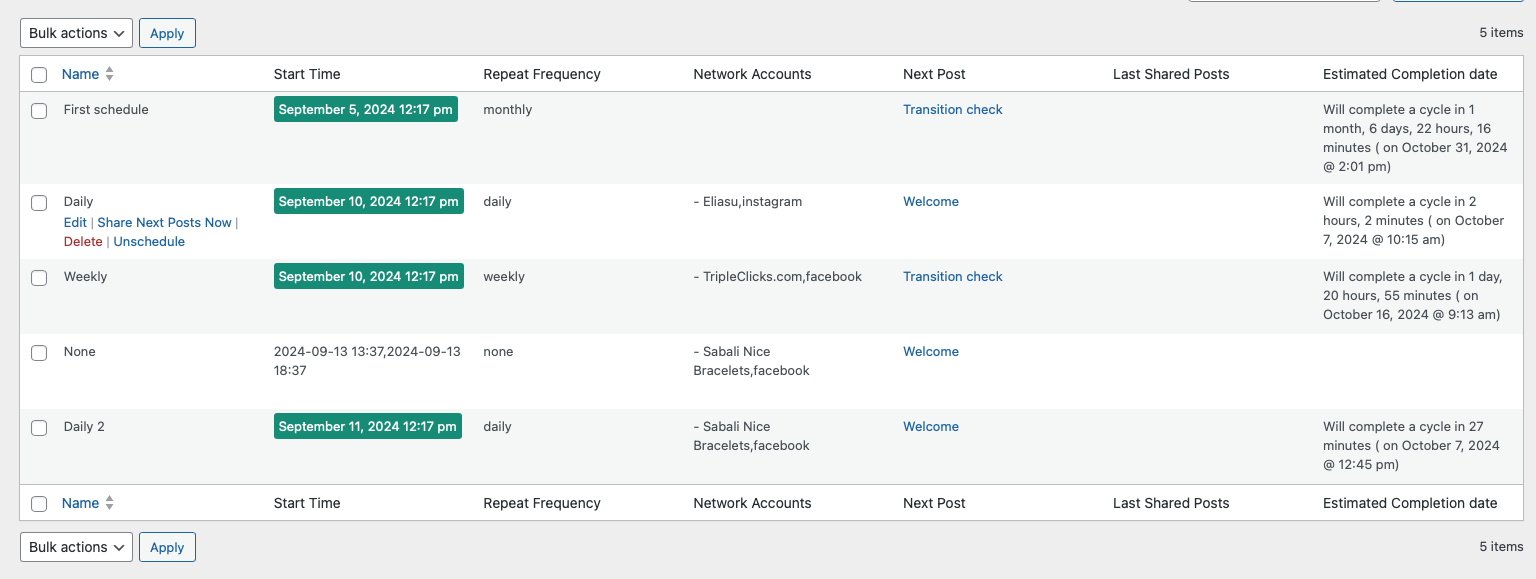 Bulk actions Apply 5 items
Name Start Time Repeat Frequency Network Accounts Next Post Last Shared Posts Estimated Completion date
First schedule September 5, 2024 12:17 pm monthly Transition check Will complete a cycle in 1
month, 6 days, 22 hours, 16
minutes ( on October 31, 2024
@ 2:01 pm)
Daily September 10, 2024 12:17 pm daily - Eliasu,instagram Welcome Will complete a cycle in 2
Edit | Share Next Posts Now | hours, 2 minutes ( on October
Delete | Unschedule 7, 2024 @ 10:15 am)
Weekly September 10, 2024 12:17 pm weekly - TripleClicks.com,facebook Transition check Will complete a cycle in 1 day,
20 hours, 55 minutes ( on
October 16, 2024 @ 9:13 am)
None 2024-09-13 13:37,2024-09-13 none - Sabali Nice Welcome
18:37 Bracelets,facebook
Daily 2 September 11, 2024 12:17 pm daily - Sabali Nice Welcome Will complete a cycle in 27
Bracelets,facebook minutes ( on October 7, 2024
@ 12:45 pm)
Name Start Time Repeat Frequency Network Accounts Next Post Last Shared Posts Estimated Completion date
Bulk actions Apply 5 items